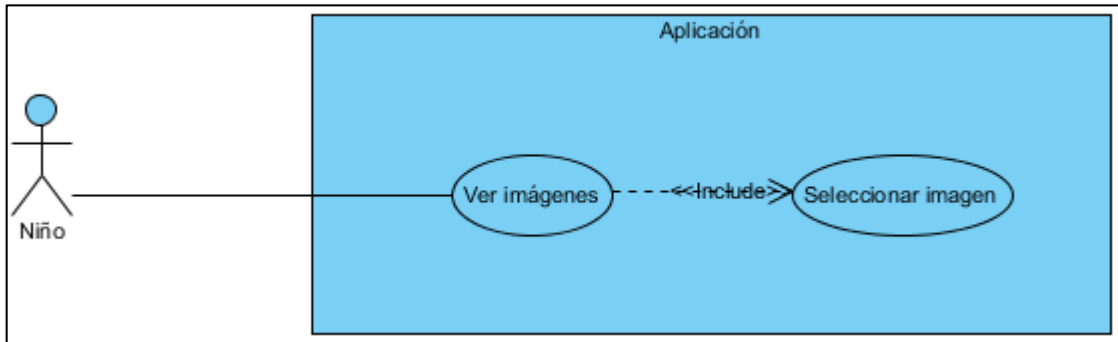 Aplicación
Niño
Ver imágenes
<<Include>>
Seleccionar imagen